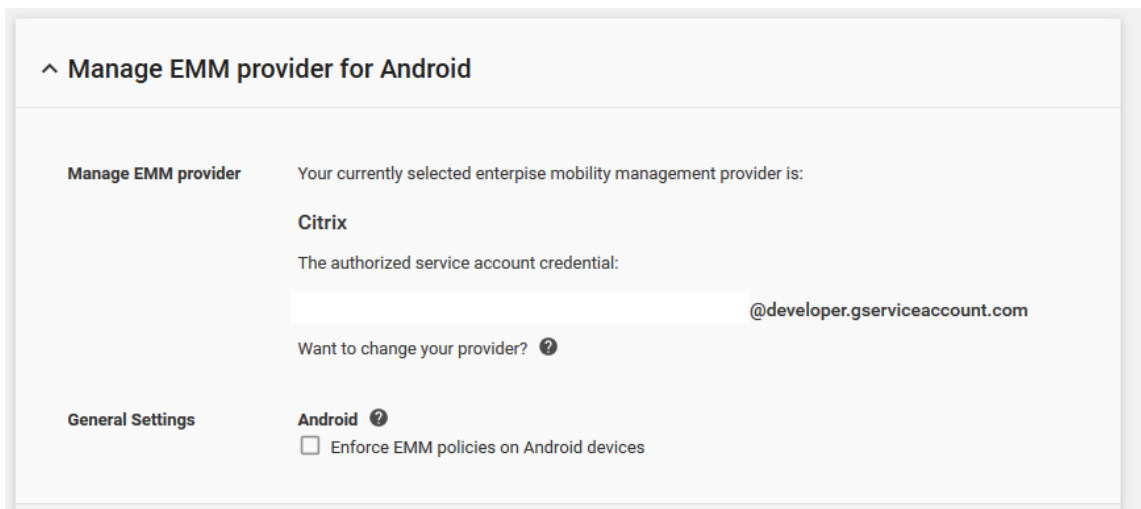 Manage EMM provider for Android
Manage EMM provider
Your currently selected enterpise mobility management provider is:
Citrix
The authorized service account credential:
@developer.gserviceaccount.com
Want to change your provider?
General Settings
Android
Enforce EMM policies on Android devices